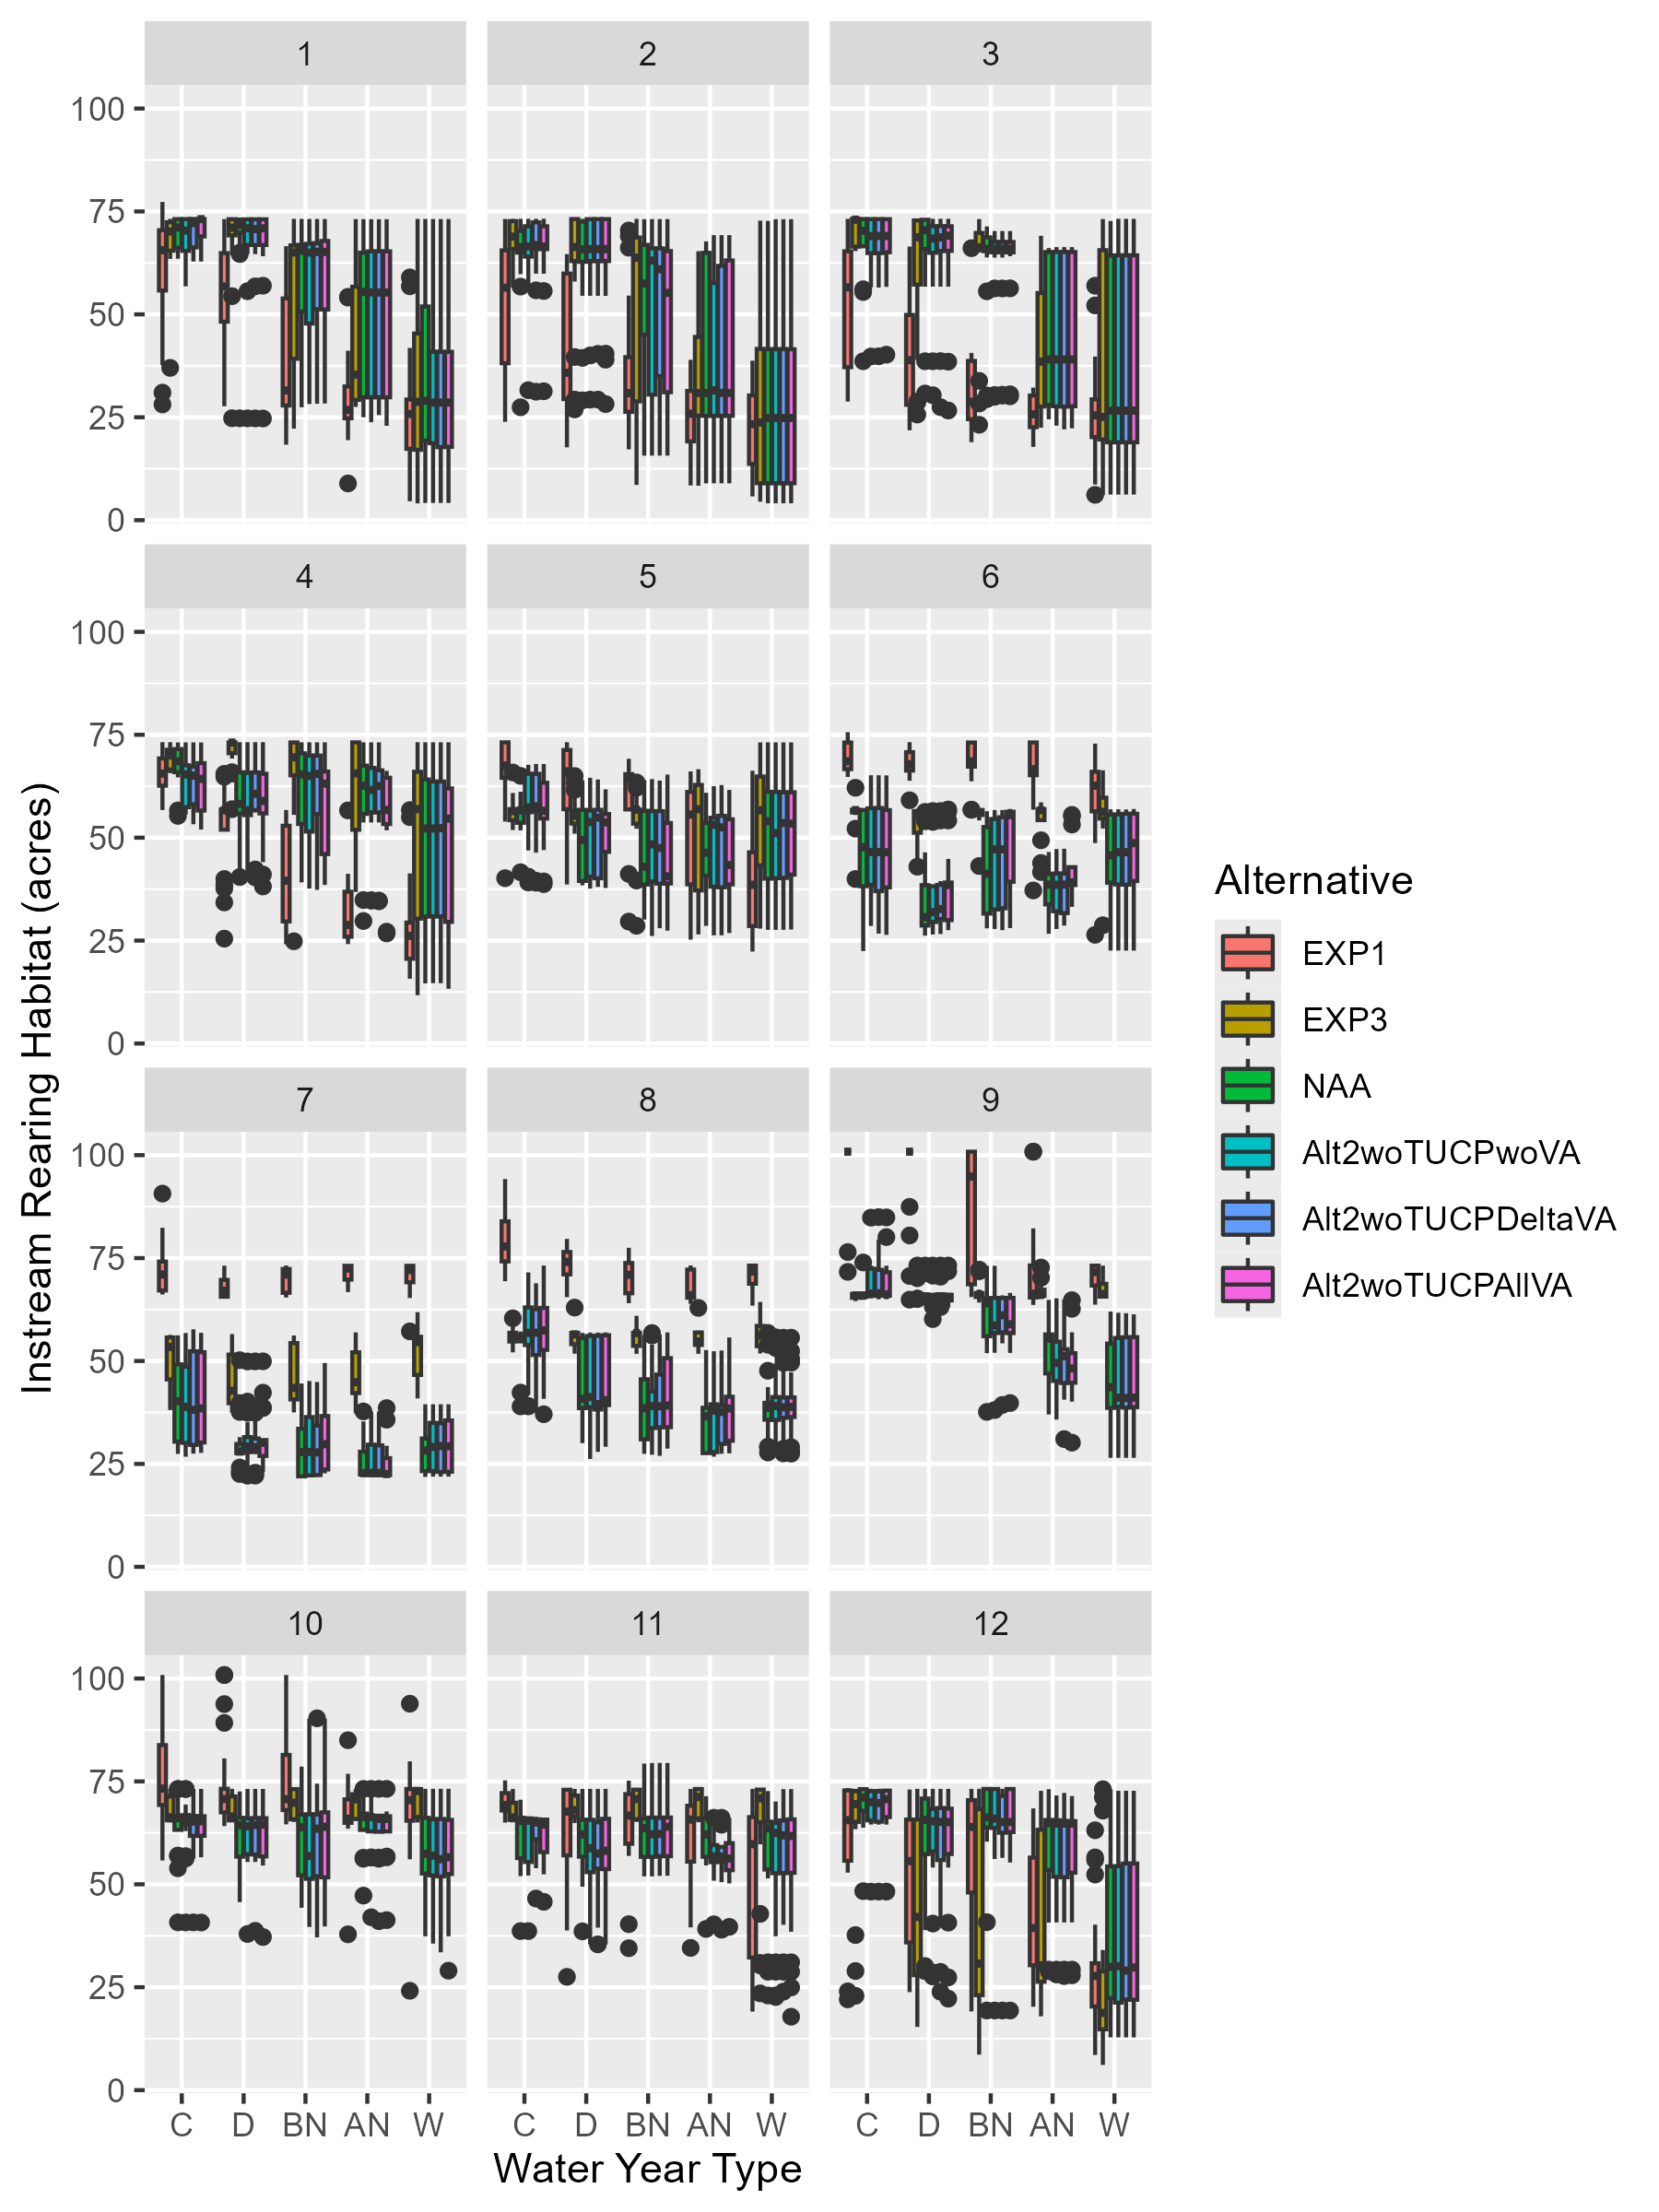 1 2 3
100
75
50
25
0
4 5 6
100
75
50
25
0
7 8 9
100
75
50
25
0
10 11 12
100
75
50
25
0
C D BN AN W C D BN AN W C D BN AN W
Water Year Type
Instream Rearing Habitat (acres)
Alternative
EXP1
EXP3
NAA
Alt2woTUCPwoVA
Alt2woTUCPDeltaVA
Alt2woTUCPAllVA